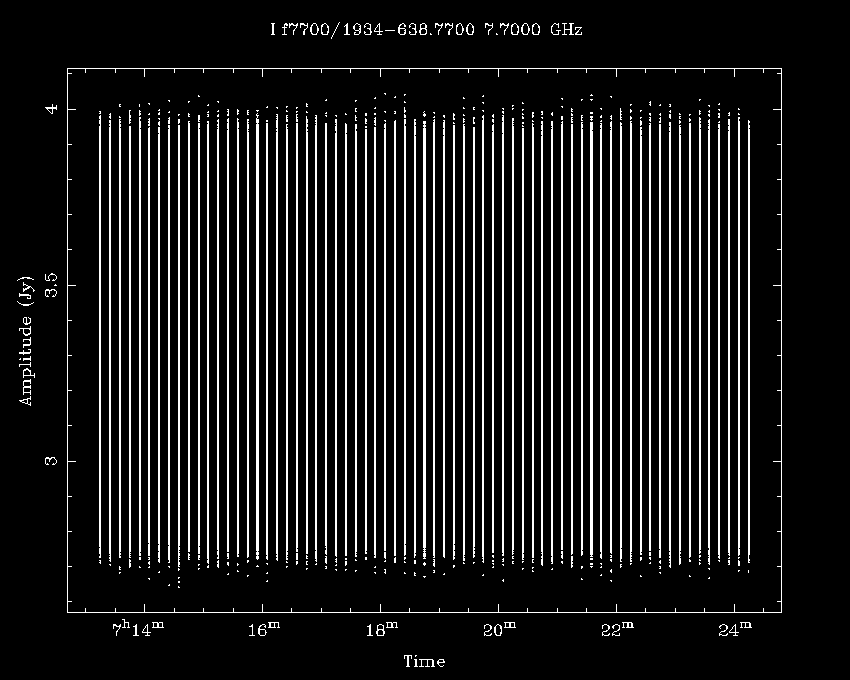 I f7700/1934−638.7700 7.7000 GHz
4
3.5
3
Amplitude (Jy)
7ʰ14ᵐ 16ᵐ 18ᵐ 20ᵐ 22ᵐ 24ᵐ
Time